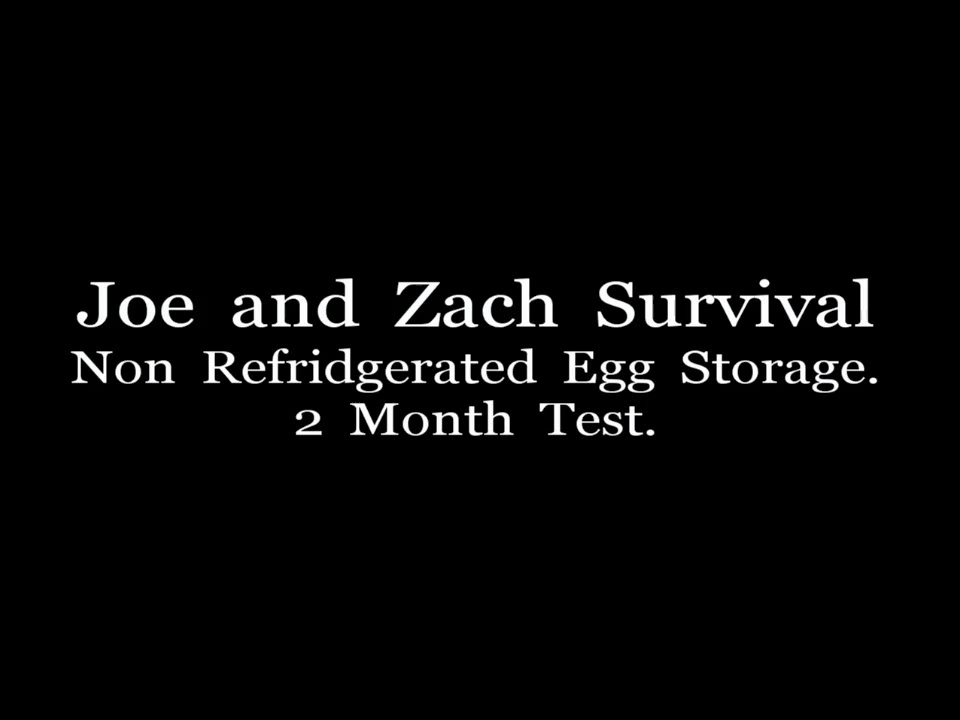 Joe and Zach Survival
Non Refridgerated Egg Storage.
2 Month Test.